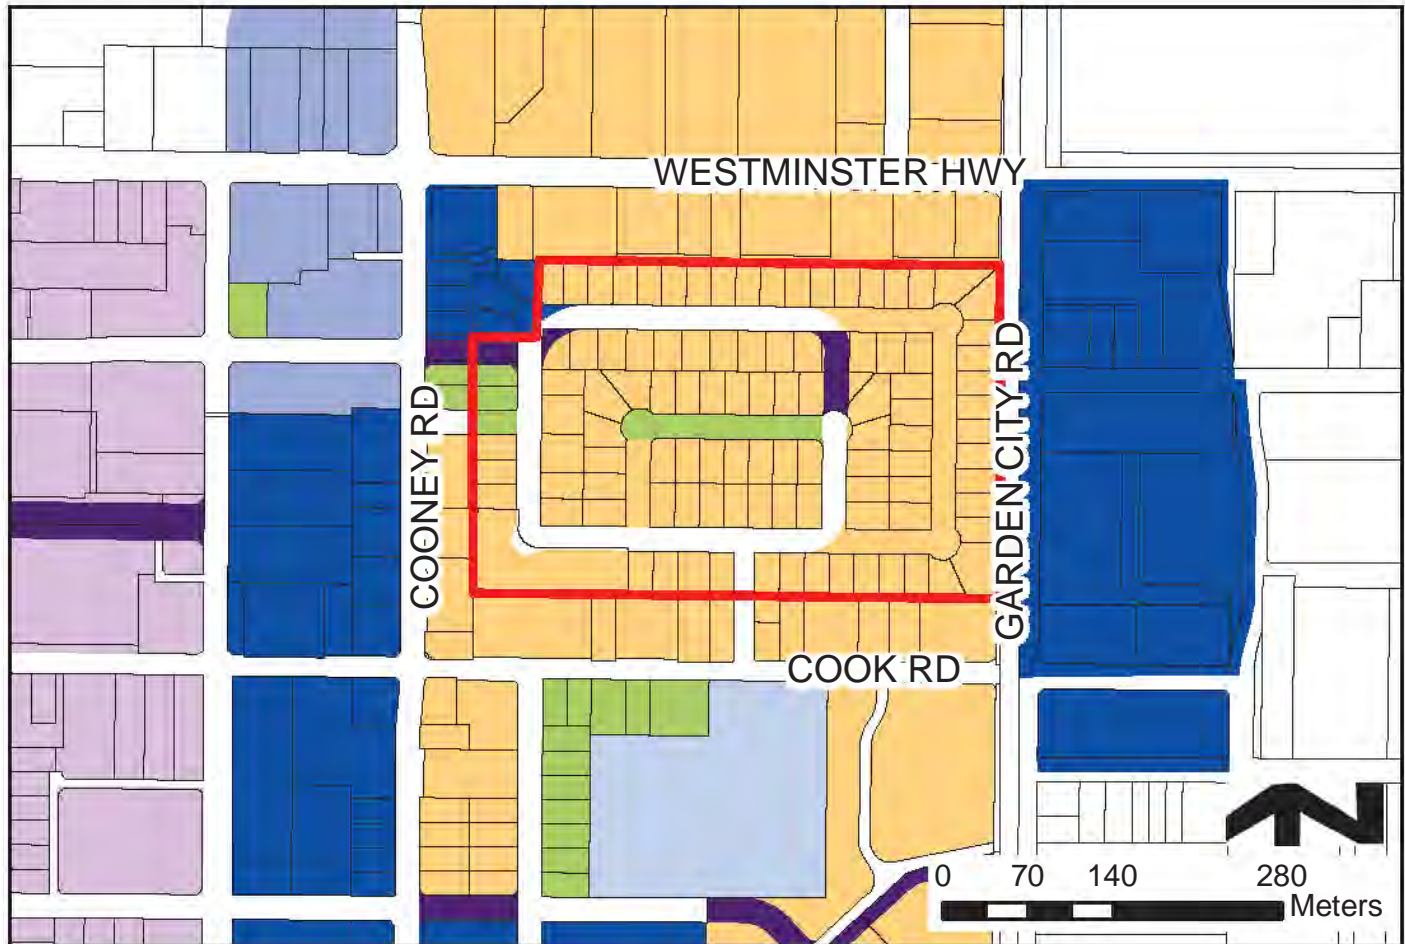 WESTMINSTER HWY
COONEY RD
GARDEN CITY RD
COOK RD
0 70 140 280
Meters